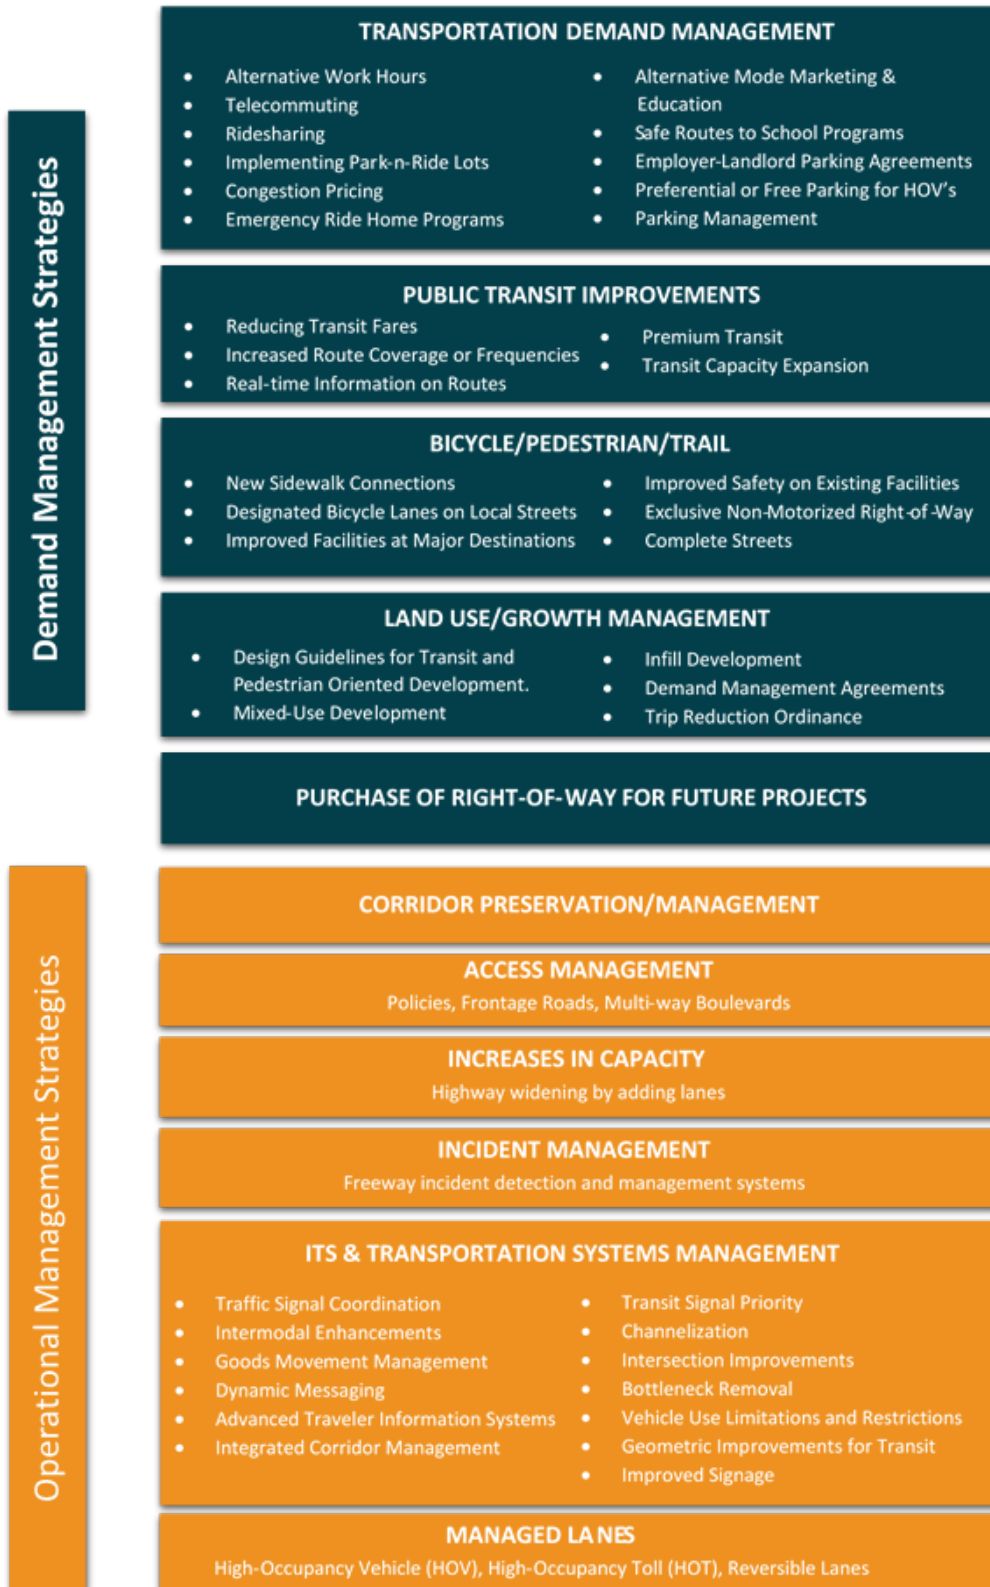 Demand Management Strategies
TRANSPORTATION DEMAND MANAGEMENT
• Alternative Work Hours
• Telecommuting
• Ridesharing
• Implementing Park-n-Ride Lots
• Congestion Pricing
• Emergency Ride Home Programs
• Alternative Mode Marketing &
Education
• Safe Routes to School Programs
• Employer-Landlord Parking Agreements
• Preferential or Free Parking for HOV's
• Parking Management
PUBLIC TRANSIT IMPROVEMENTS
• Reducing Transit Fares
• Increased Route Coverage or Frequencies
• Real-time Information on Routes
• Premium Transit
• Transit Capacity Expansion
BICYCLE/PEDESTRIAN/TRAIL
• New Sidewalk Connections
• Designated Bicycle Lanes on Local Streets
• Improved Facilities at Major Destinations
• Improved Safety on Existing Facilities
• Exclusive Non-Motorized Right-of-Way
• Complete Streets
LAND USE/GROWTH MANAGEMENT
• Design Guidelines for Transit and
Pedestrian Oriented Development.
• Mixed-Use Development
• Infill Development
• Demand Management Agreements
• Trip Reduction Ordinance
PURCHASE OF RIGHT-OF-WAY FOR FUTURE PROJECTS
Operational Management Strategies
CORRIDOR PRESERVATION/MANAGEMENT
ACCESS MANAGEMENT
Policies, Frontage Roads, Multi-way Boulevards
INCREASES IN CAPACITY
Highway widening by adding lanes
INCIDENT MANAGEMENT
Freeway incident detection and management systems
ITS & TRANSPORTATION SYSTEMS MANAGEMENT
• Traffic Signal Coordination
• Intermodal Enhancements
• Goods Movement Management
• Dynamic Messaging
• Advanced Traveler Information Systems
• Integrated Corridor Management
• Transit Signal Priority
• Channelization
• Intersection Improvements
• Bottleneck Removal
• Vehicle Use Limitations and Restrictions
• Geometric Improvements for Transit
• Improved Signage
MANAGED LANES
High-Occupancy Vehicle (HOV), High-Occupancy Toll (HOT), Reversible Lanes